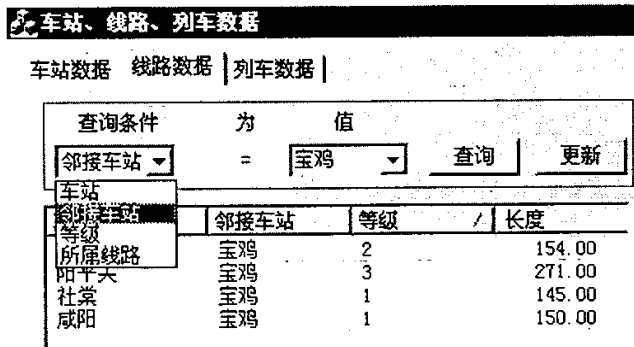 车站、线路、列车数据
车站数据 线路数据 列车数据
查询条件 为 值
邻接车站 = 宝鸡 查询 更新
车站
邻接车站
等级
所属线路
邻接车站 等级 / 长度
宝鸡 2 154.00
阳平关 宝鸡 3 271.00
社棠 宝鸡 1 145.00
咸阳 宝鸡 1 150.00